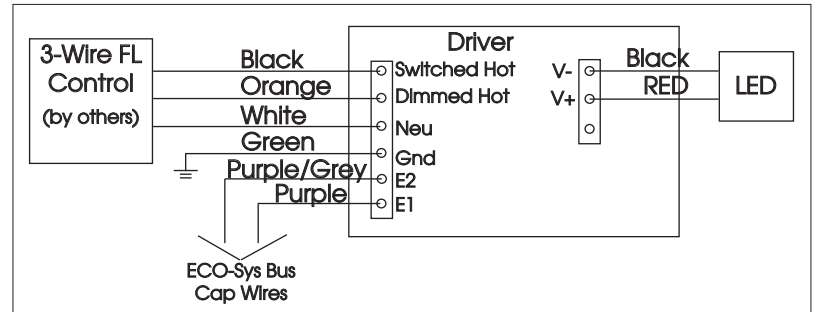 3-Wire FL
Control
(by others)
Black
Orange
White
Green
Purple/Grey
Purple
ECO-Sys Bus
Cap Wires
Driver
Switched Hot
Dimmed Hot
Neu
Gnd
E2
E1
V-
V+
Black
RED
LED